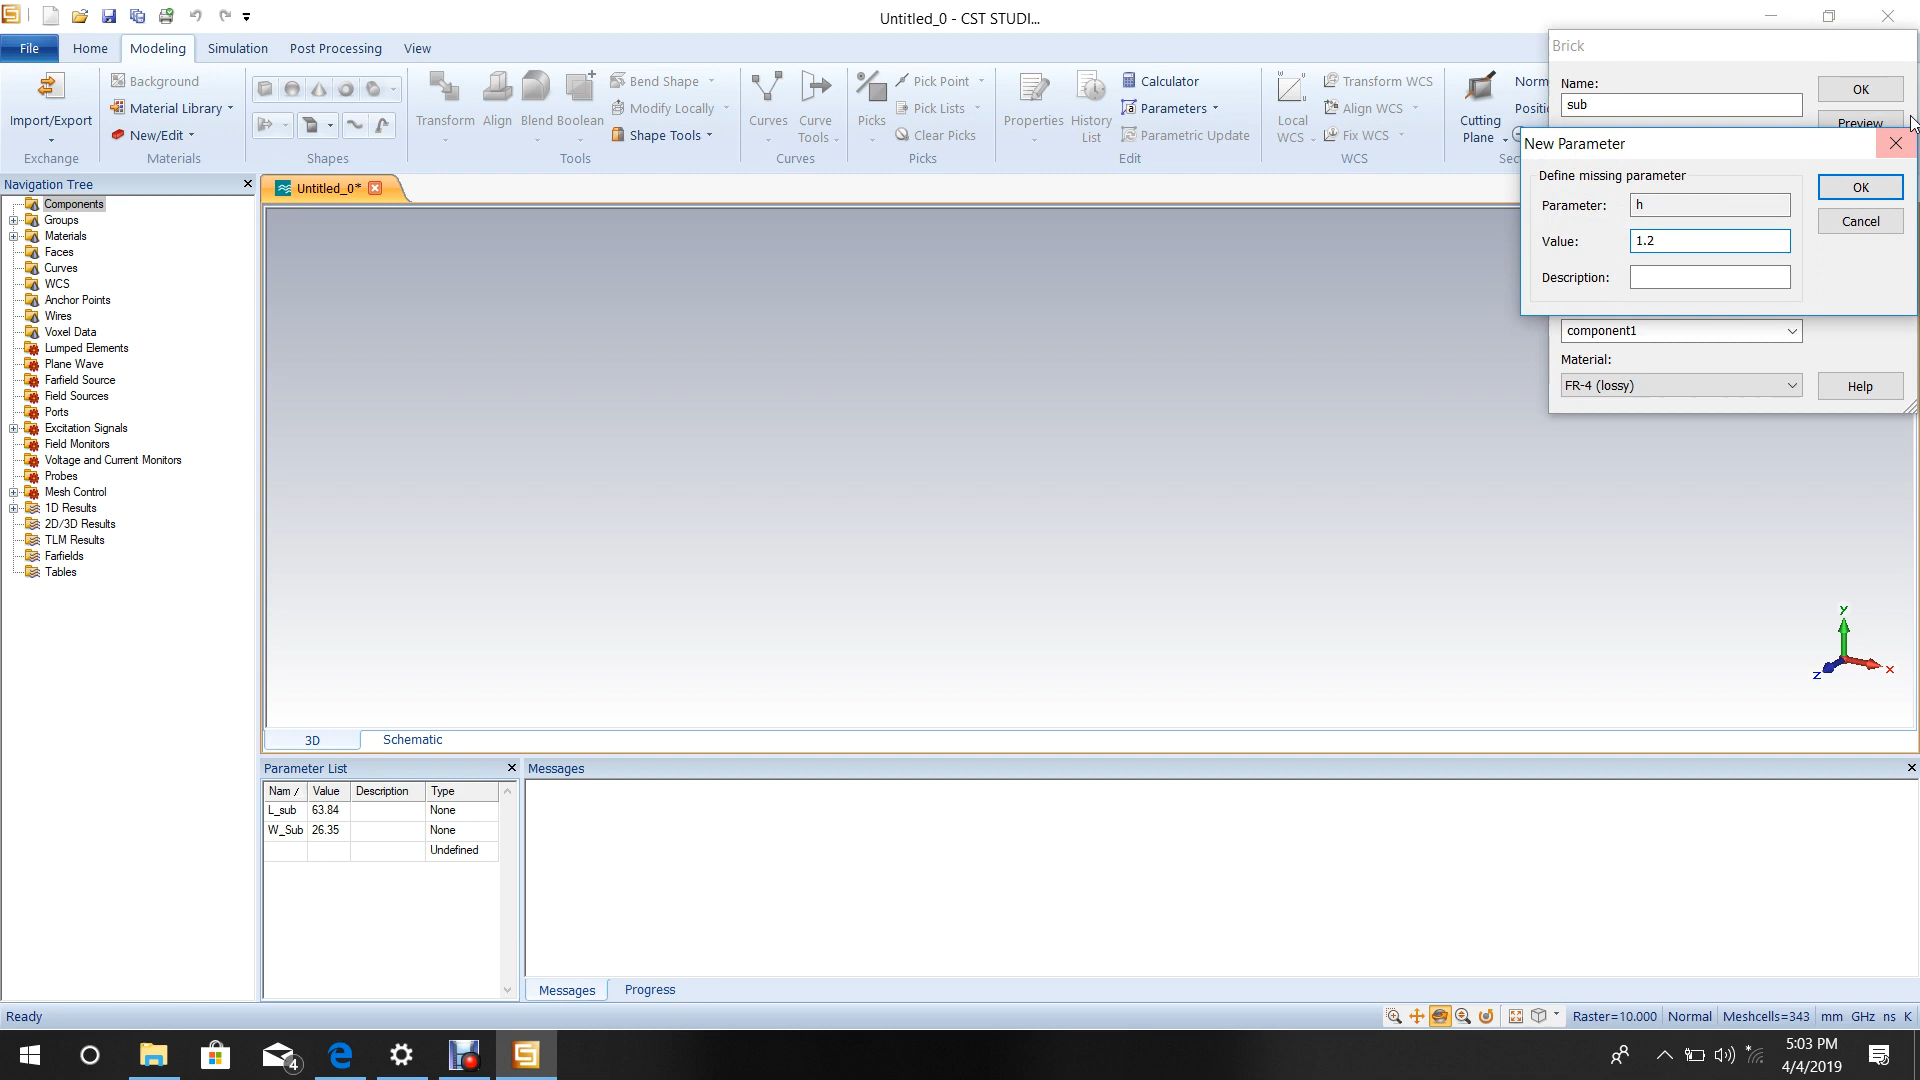 Untitled_0 - CST STUDI...
File
Home
Modeling
Simulation
Post Processing
View
Import/Export
Exchange
Background
Material Library
New/Edit
Materials
Shapes
Transform
Align
Blend
Boolean
Bend Shape
Modify Locally
Shape Tools
Tools
Curves
Curve
Tools
Curves
Picks
Pick Point
Pick Lists
Clear Picks
Picks
Properties
History
List
Calculator
Parameters
Parametric Update
Edit
Local
WCS
Transform WCS
Align WCS
Fix WCS
WCS
Cutting
Plane
Norm
Positi
Sec
Brick
Name:
sub
OK
Preview
New Parameter
Define missing parameter
Parameter:
h
Value:
1.2
Description:
OK
Cancel
component1
Material:
FR-4 (lossy)
Help
Navigation Tree
Components
Groups
Materials
Faces
Curves
WCS
Anchor Points
Wires
Voxel Data
Lumped Elements
Plane Wave
Farfield Source
Field Sources
Ports
Excitation Signals
Field Monitors
Voltage and Current Monitors
Probes
Mesh Control
1D Results
2D/3D Results
TLM Results
Farfields
Tables
Untitled_0*
y
x
z
3D
Schematic
Parameter List
Nam / Value Description Type
L_sub 63.84 None
W_Sub 26.35 None
Undefined
Messages
Messages
Progress
Ready
Raster=10.000
Normal
Meshcells=343
mm GHz ns K
4
5:03 PM
4/4/2019